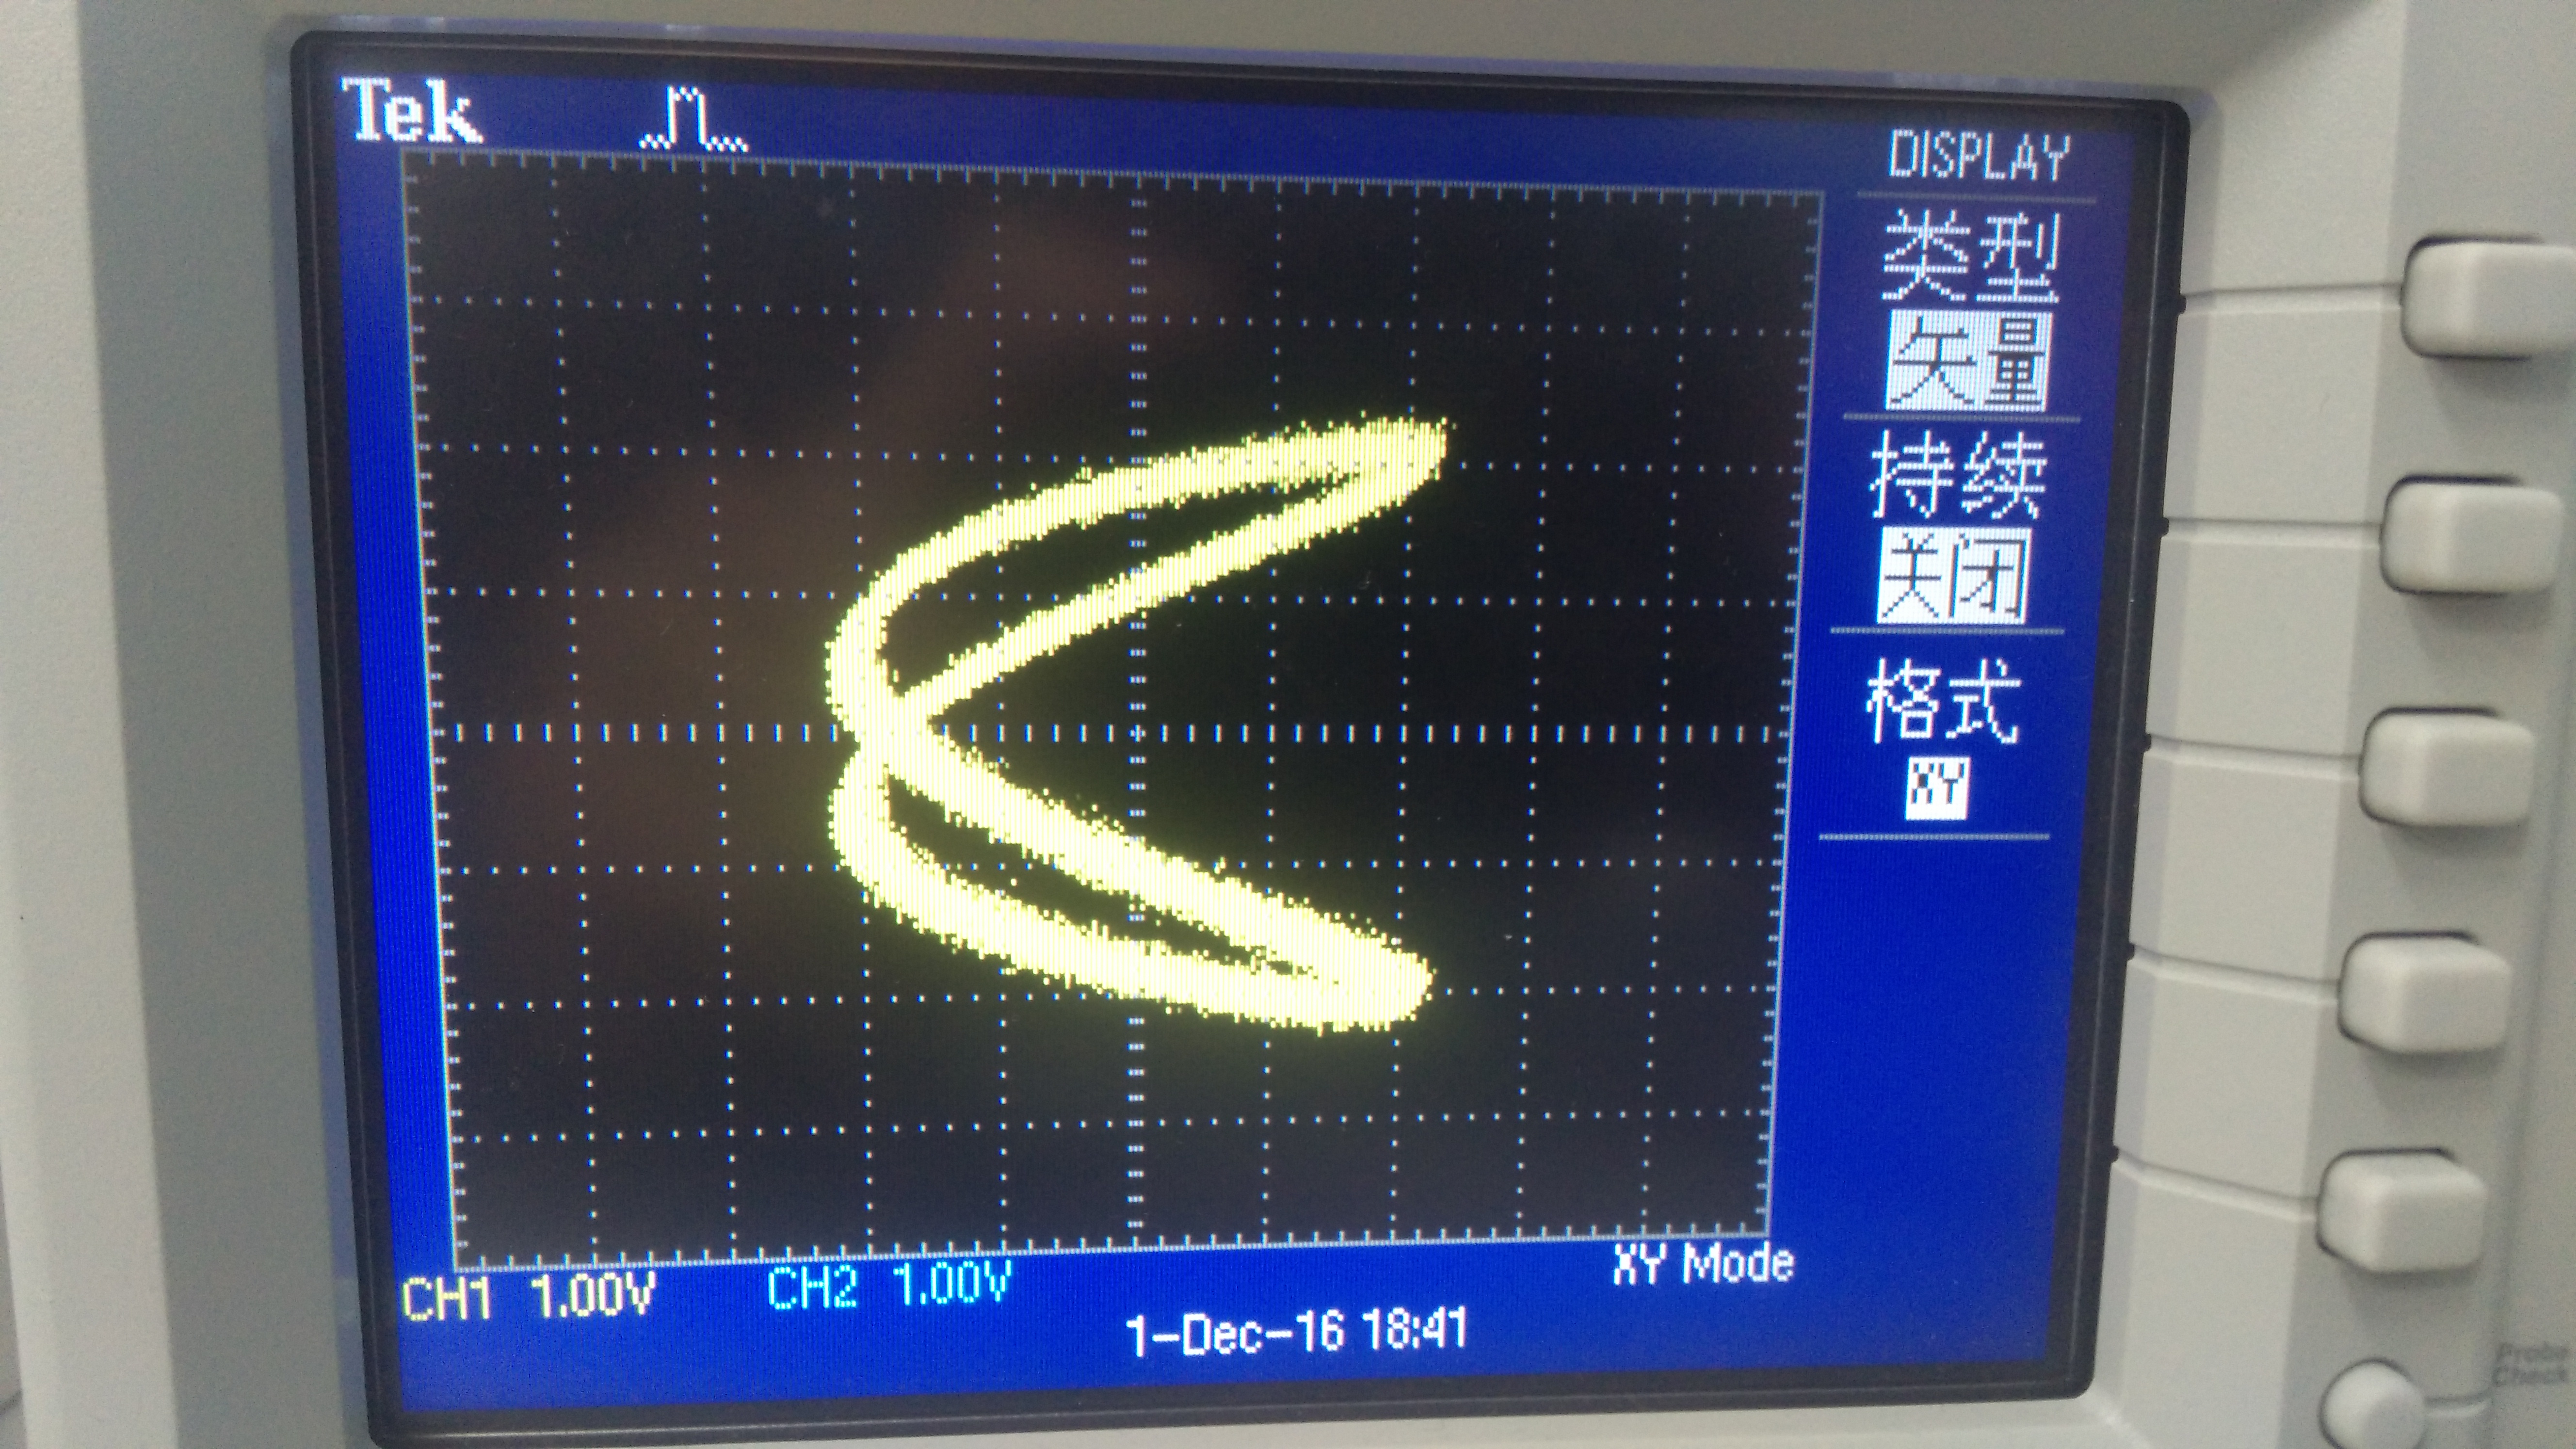 Tek
DISPLAY
类型
矢量
持续
关闭
格式
XY
CH1 1.00V CH2 1.00V XY Mode
1-Dec-16 18:41
Probe
Check